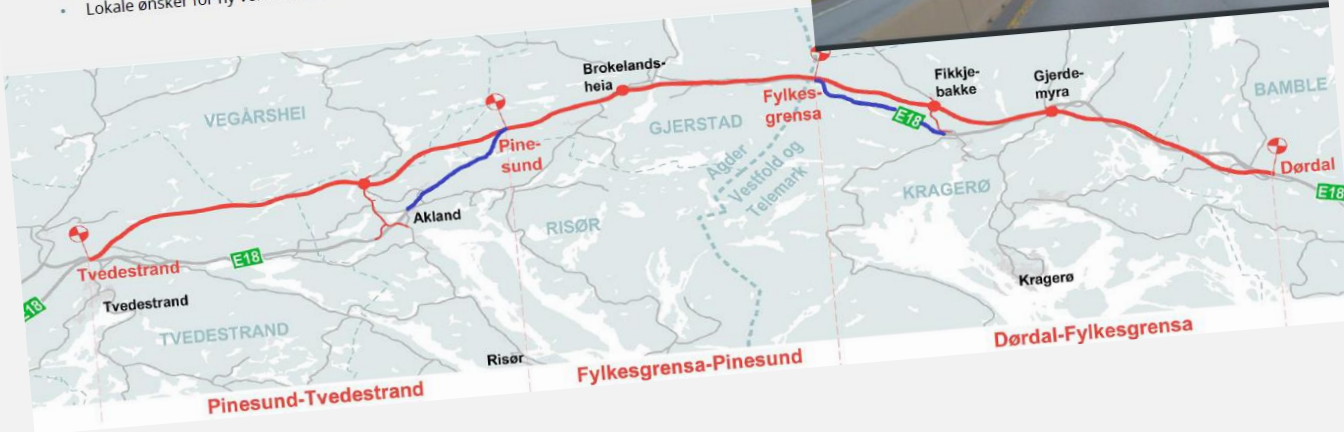 Lokale ønsker for ny
Brokelands-
heia
Fikkje-
bakke
Gjerde-
myra
BAMBLE
VEGÅRSHEI
Fylkes-
grensa
E18
GJERSTAD
Pine-
sund
Dørdal
Agder
Vestfold og
Telemark
KRAGERØ
E18
Akland
RISØR
E18
Tvedestrand
Kragerø
E18
Tvedestrand
TVEDESTRAND
Risør
Dørdal-Fylkesgrensa
Fylkesgrensa-Pinesund
Pinesund-Tvedestrand